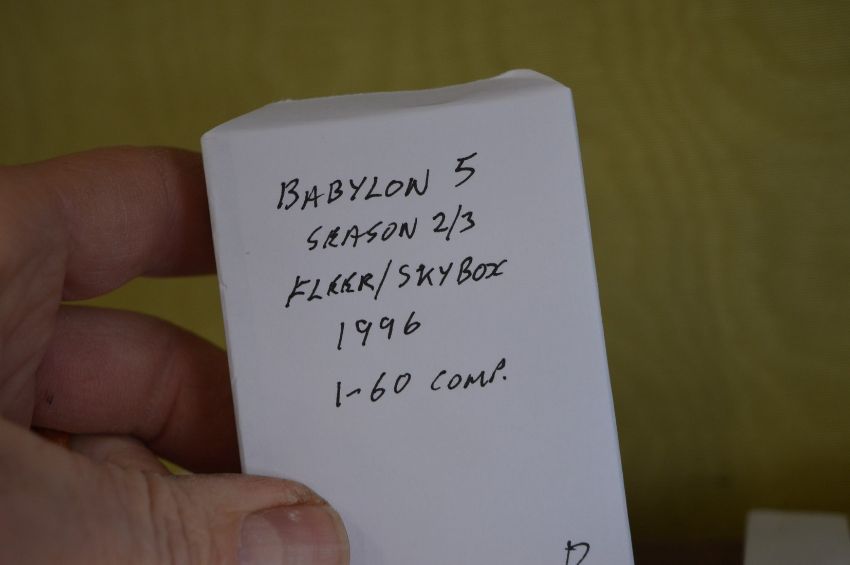 BABYLON 5
SEASON 2/3
FLEER/SKYBOX
1996
1-60 COMP.